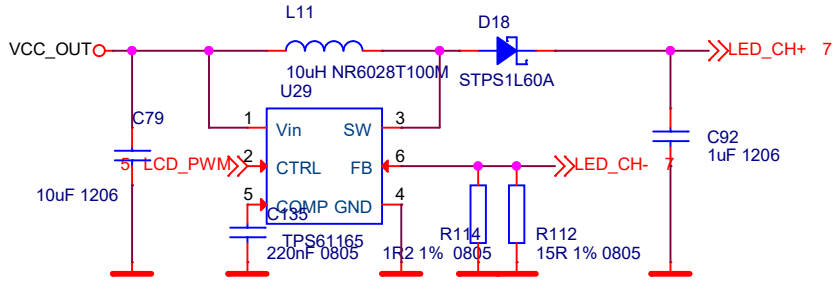 L11
D18
VCC_OUT
LED_CH+ 7
10uH NR6028T100M
STPS1L60A
U29
C79
1
3
Vin
SW
C92
1uF 1206
5 LCD_PWM
2
6
CTRL
FB
LED_CH- 7
10uF 1206
5
4
COMP
GND
C135
R114
R112
TPS61165
220nF 0805
1R2 1% 0805
15R 1% 0805